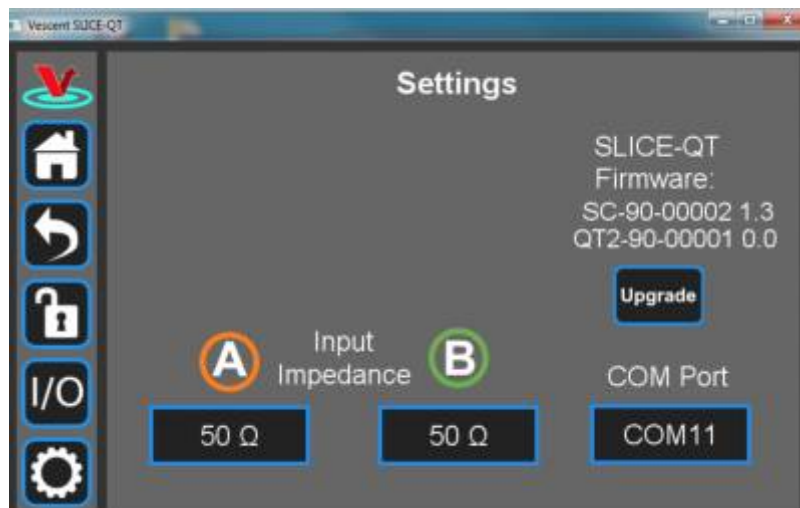 Vescent SLICE-QT
Settings
SLICE-QT
Firmware:
SC-90-00002 1.3
QT2-90-00001 0.0
Upgrade
A
Input
Impedance
B
I/O
COM Port
50 Ω
50 Ω
COM11